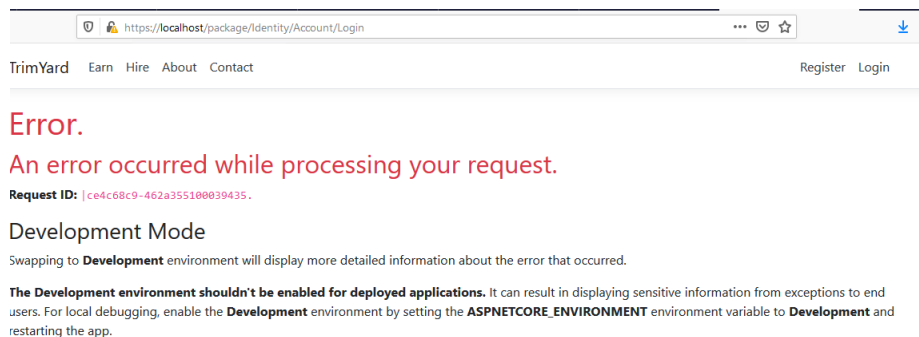 https://localhost/package/Identity/Account/Login
TrimYard Earn Hire About Contact Register Login
Error.
An error occurred while processing your request.
Request ID: |ce4c68c9-462a355100039435.
Development Mode
Swapping to Development environment will display more detailed information about the error that occurred.
The Development environment shouldn't be enabled for deployed applications. It can result in displaying sensitive information from exceptions to end
users. For local debugging, enable the Development environment by setting the ASPNETCORE_ENVIRONMENT environment variable to Development and
restarting the app.